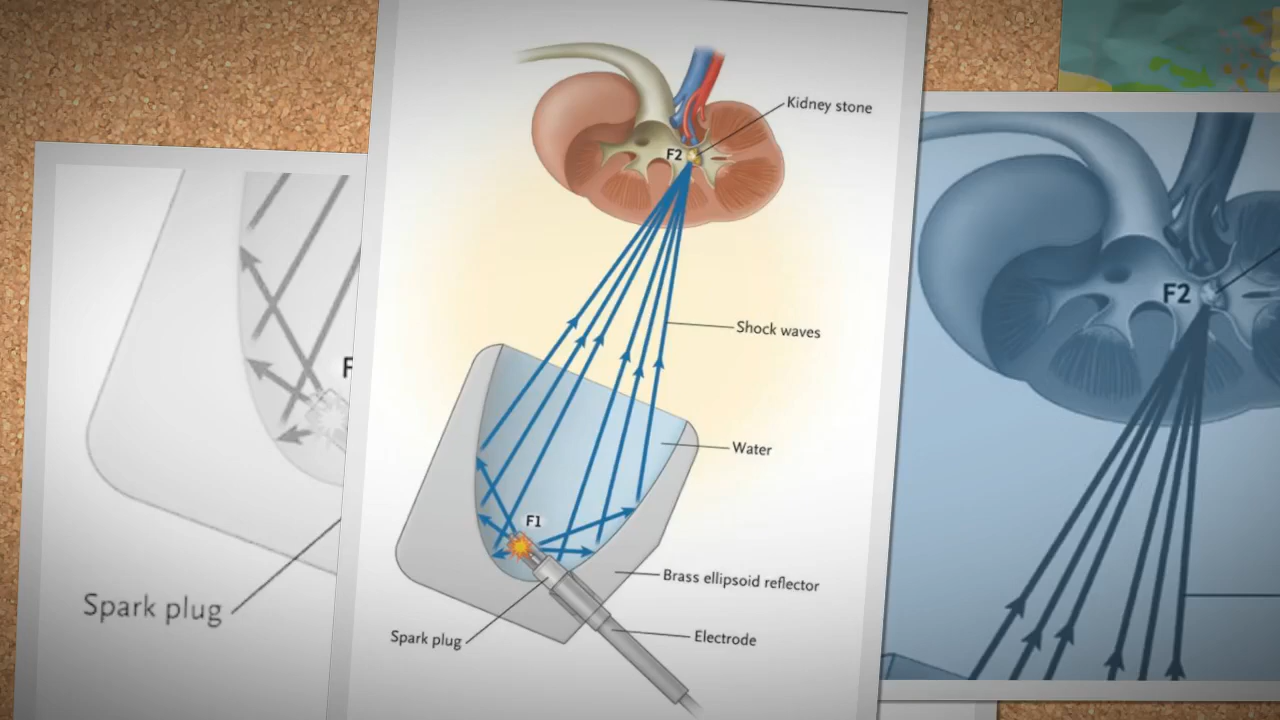 Kidney stone
F2
Shock waves
Water
F1
Brass ellipsoid reflector
Spark plug
Electrode
F
Spark plug
F2